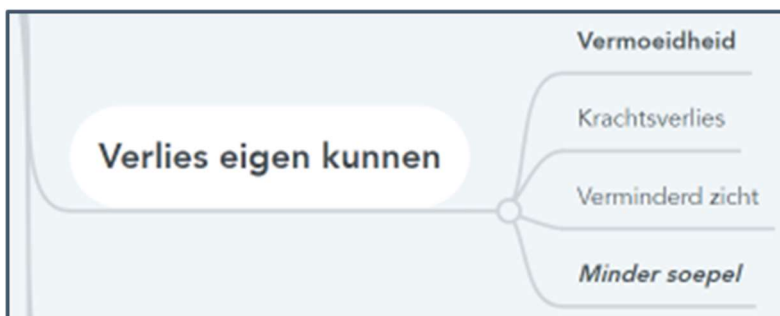 Vermoeidheid
Krachtsverlies
Verlies eigen kunnen
Verminderd zicht
Minder soepel